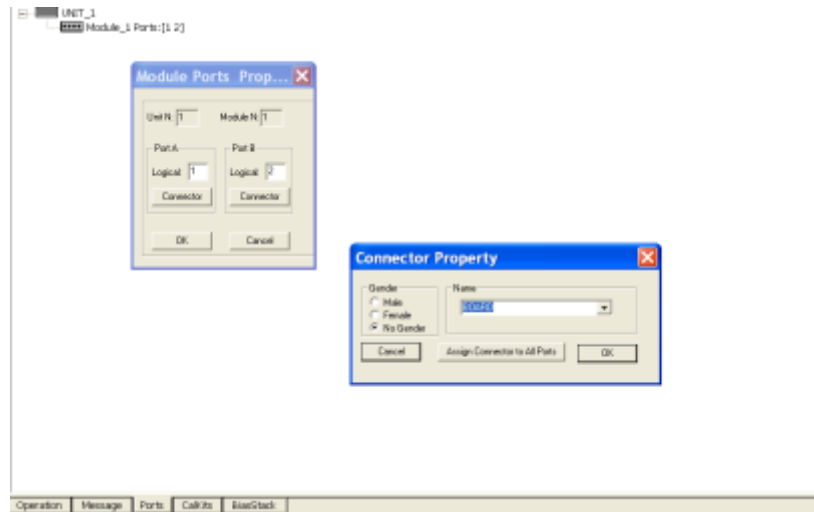 UNIT_1
Module_1 Ports:[1 2]
Module Ports Prop...
Unit N: 1 Module N: 1
Port A Port B
Logical: 1 Logical: 2
Connector Connector
OK Cancel
Connector Property
Gender Name
Male
BOARD
Female
No Gender
Cancel Assign Connector to All Ports OK
Operation Message Ports CalKits BiasStack